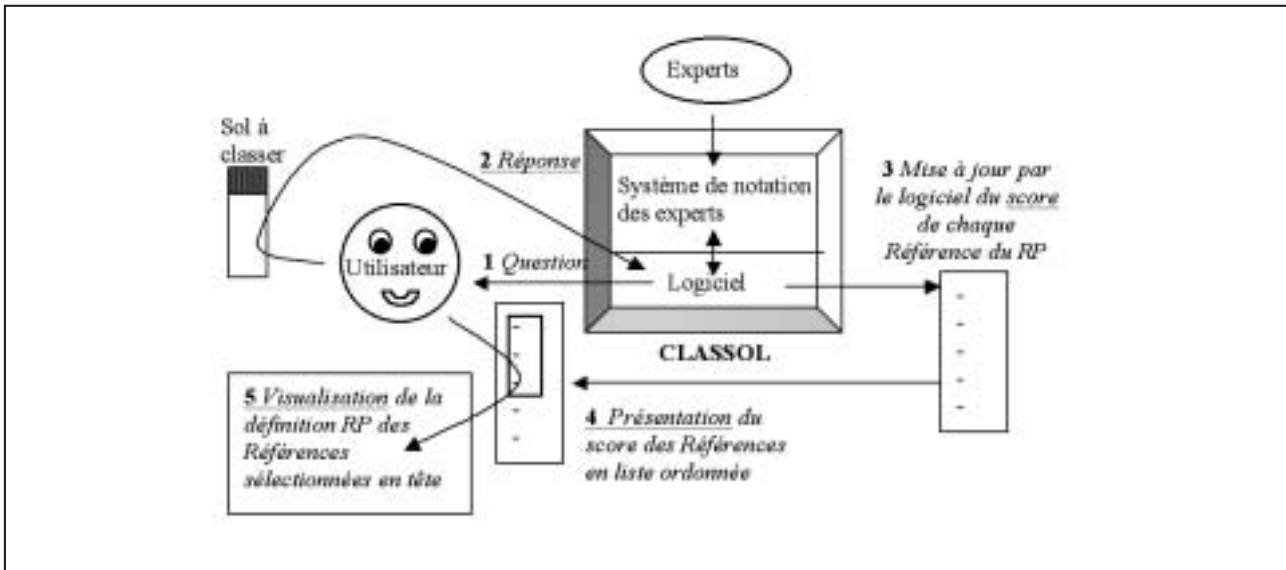 Experts
Sol à
classer
2 Réponse
Système de notation
des experts
3 Mise à jour par
le logiciel du score
de chaque
Référence du RP
Utilisateur
1 Question
Logiciel
CLASSOL
5 Visualisation de la
définition RP des
Références
sélectionnées en tête
4 Présentation du
score des Références
en liste ordonnée